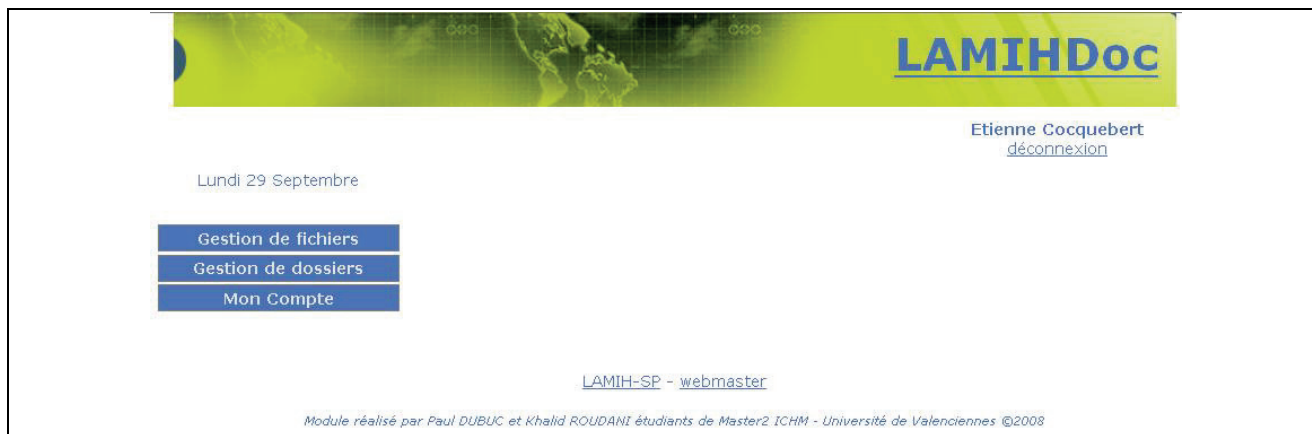 LAMIHDoc
Etienne Cocquebert
déconnexion
Lundi 29 Septembre
Gestion de fichiers
Gestion de dossiers
Mon Compte
LAMIH-SP - webmaster
Module réalisé par Paul DUBUC et Khalid ROUDANI étudiants de Master2 ICHM - Université de Valenciennes ©2008